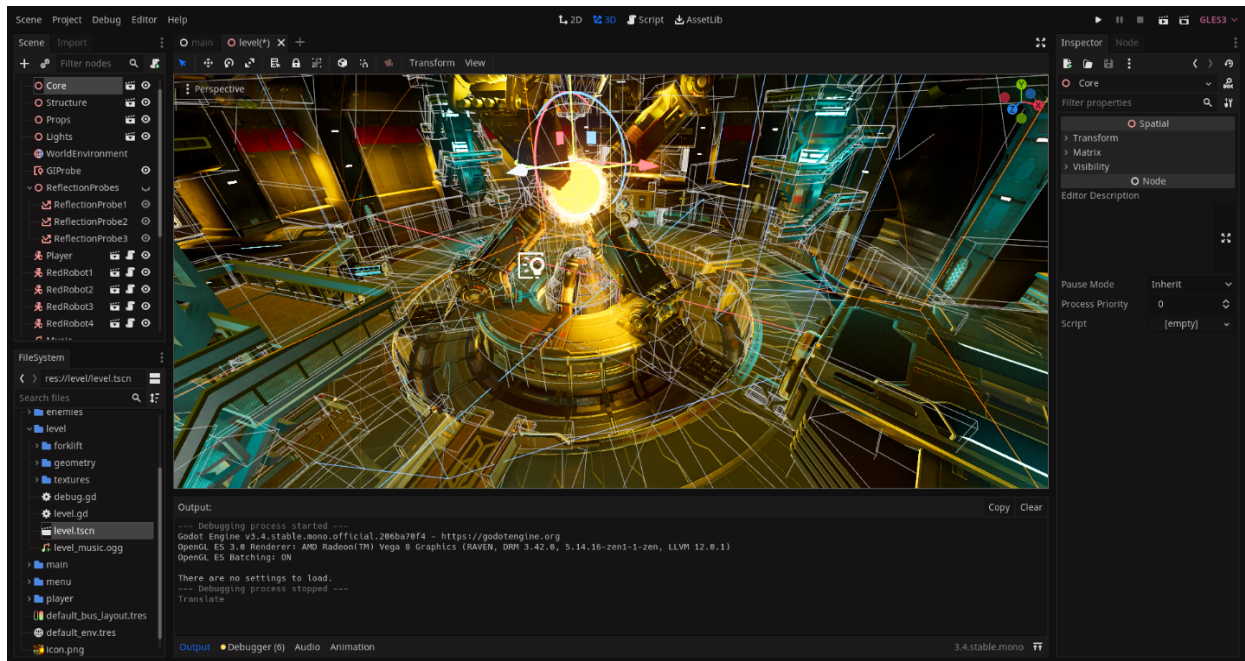 Scene Project Debug Editor Help
2D 3D Script AssetLib
GLES3
Scene Import
Filter nodes
Core
Structure
Props
Lights
WorldEnvironment
GIProbe
ReflectionProbes
ReflectionProbe1
ReflectionProbe2
ReflectionProbe3
Player
RedRobot1
RedRobot2
RedRobot3
RedRobot4
Music
FileSystem
res://level/level.tscn
Search files
enemies
level
forklift
geometry
textures
debug.gd
level.gd
level.tscn
level_music.ogg
main
menu
player
default_bus_layout.tres
default_env.tres
icon.png
main level(*)
Transform View
Perspective
Y
X
Z
Output:
Copy Clear
--- Debugging process started ---
Godot Engine v3.4.stable.mono.official.206ba70f4 - https://godotengine.org
OpenGL ES 3.0 Renderer: AMD Radeon(TM) Vega 8 Graphics (RAVEN, DRM 3.42.0, 5.14.16-zen1-1-zen, LLVM 12.0.1)
OpenGL ES Batching: ON
There are no settings to load.
--- Debugging process stopped ---
Translate
Output Debugger (6) Audio Animation
3.4.stable.mono
Inspector Node
Core
Filter properties
Spatial
Transform
Matrix
Visibility
Node
Editor Description
Pause Mode Inherit
Process Priority 0
Script [empty]